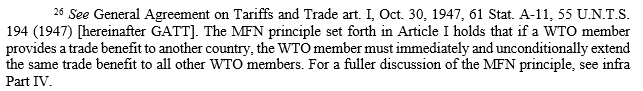 26 See General Agreement on Tariffs and Trade art. I, Oct. 30, 1947, 61 Stat. A-11, 55 U.N.T.S.
194 (1947) [hereinafter GATT]. The MFN principle set forth in Article I holds that if a WTO member
provides a trade benefit to another country, the WTO member must immediately and unconditionally extend
the same trade benefit to all other WTO members. For a fuller discussion of the MFN principle, see infra
Part IV.